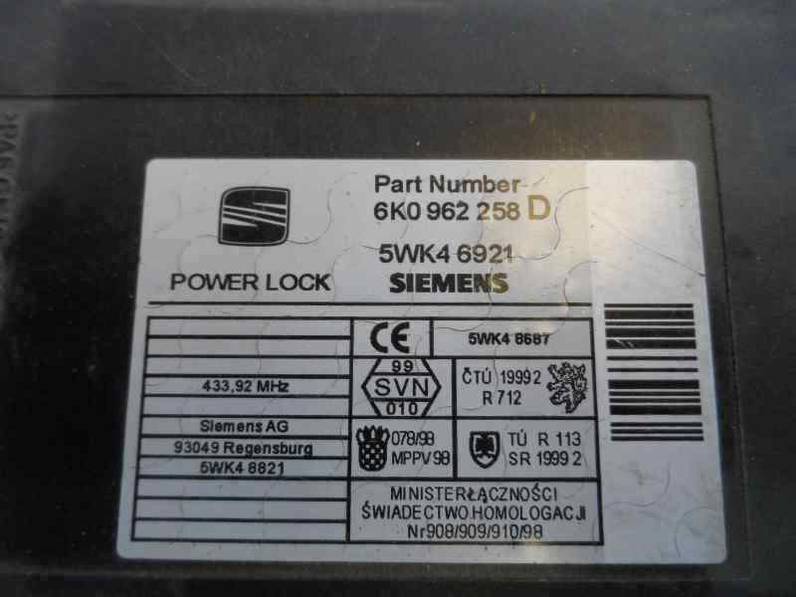 Part Number
6K0 962 258 D
5WK4 6921
POWER LOCK
SIEMENS
433,92 MHz
Siemens AG
93049 Regensburg
5WK4 8821
CE
5WK4 8687
99
SVN
010
ČTÚ 1999 2
R 712
078/98
MPPV 98
TÚ R 113
SR 1999 2
MINISTER ŁĄCZNOŚCI
ŚWIADECTWO HOMOLOGACJI
Nr 908/909/910/98